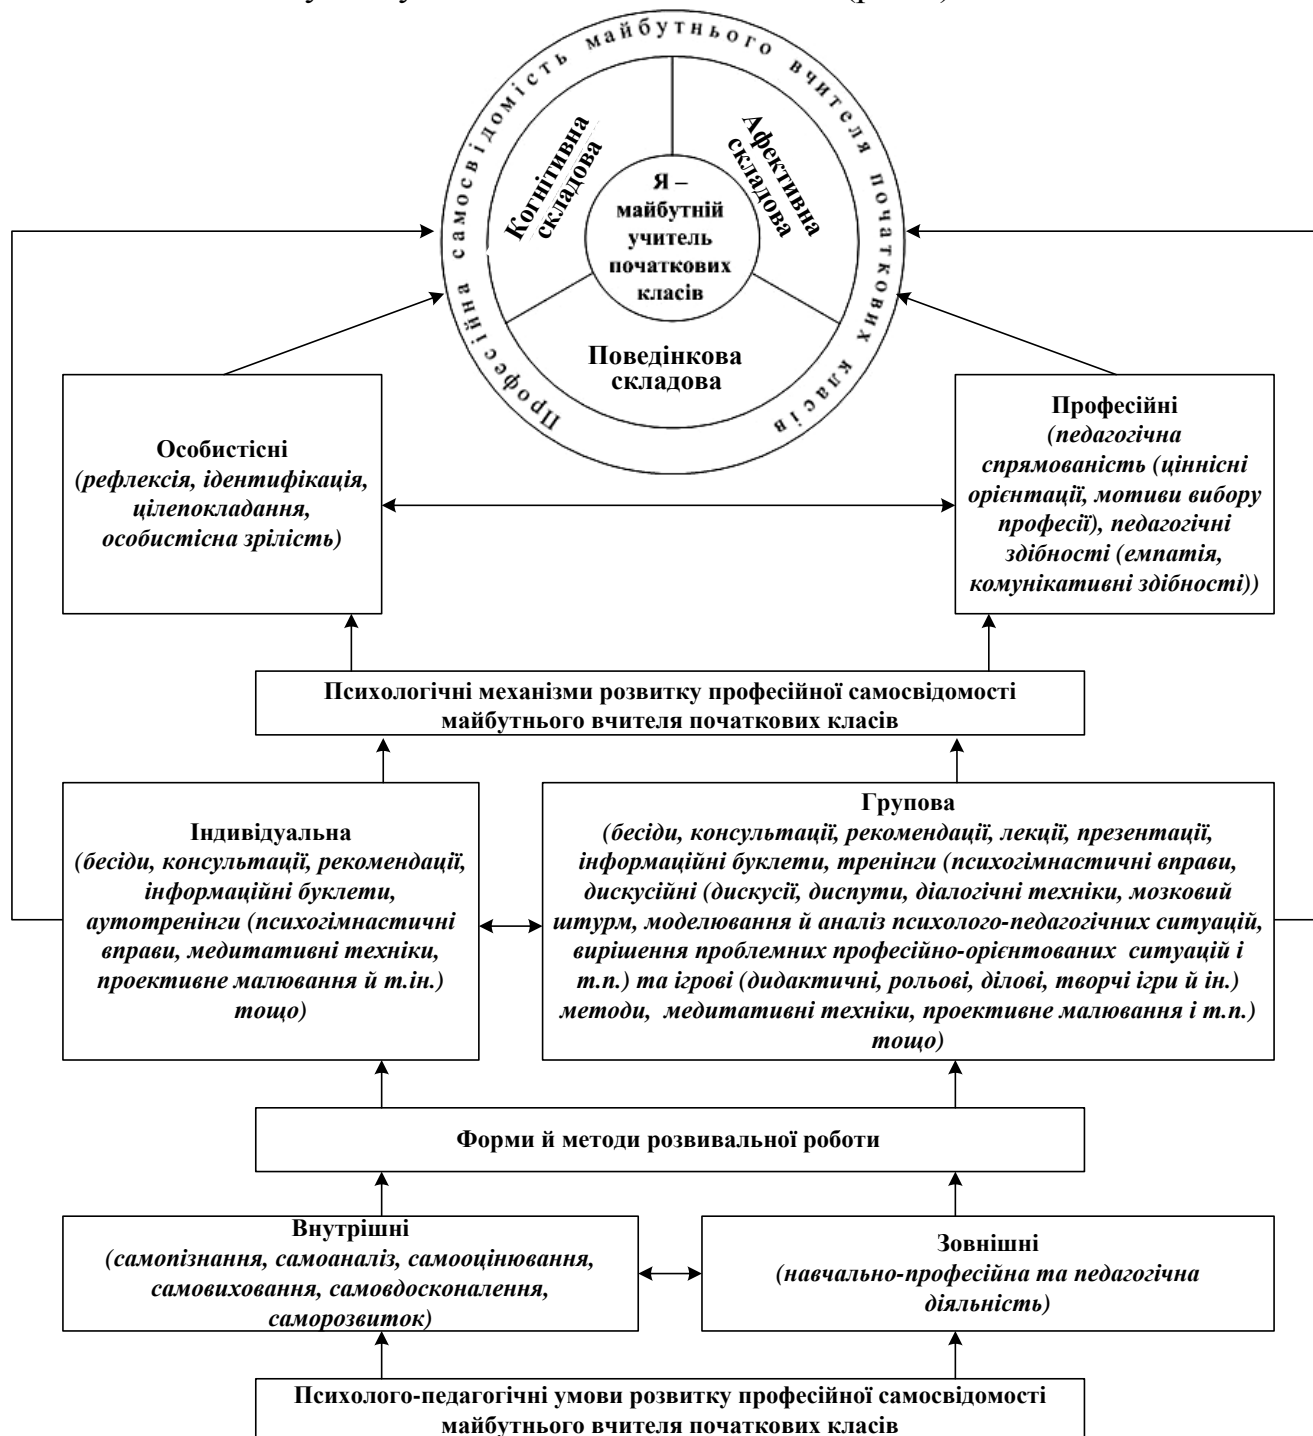 Професійна самосвідомість майбутнього вчителя початкових класів
Когнітивна
складова
Афективна
складова
Я –
майбутній
учитель
початкових
класів
Поведінкова
складова
Особистісні
(рефлексія, ідентифікація,
цілепокладання,
особистісна зрілість)
Професійні
(педагогічна
спрямованість (ціннісні
орієнтації, мотиви вибору
професії), педагогічні
здібності (емпатія,
комунікативні здібності))
Психологічні механізми розвитку професійної самосвідомості
майбутнього вчителя початкових класів
Індивідуальна
(бесіди, консультації, рекомендації,
інформаційні буклети,
аутотренінги (психогімнастичні
вправи, медитативні техніки,
проективне малювання й т.ін.)
тощо)
Групова
(бесіди, консультації, рекомендації, лекції, презентації,
інформаційні буклети, тренінги (психогімнастичні вправи,
дискусійні (дискусії, диспути, діалогічні техніки, мозковий
штурм, моделювання й аналіз психолого-педагогічних ситуацій,
вирішення проблемних професійно-орієнтованих ситуацій і
т.п.) та ігрові (дидактичні, рольові, ділові, творчі ігри й ін.)
методи, медитативні техніки, проективне малювання і т.п.)
тощо)
Форми й методи розвивальної роботи
Внутрішні
(самопізнання, самоаналіз, самооцінювання,
самовиховання, самовдосконалення,
саморозвиток)
Зовнішні
(навчально-професійна та педагогічна
діяльність)
Психолого-педагогічні умови розвитку професійної самосвідомості
майбутнього вчителя початкових класів